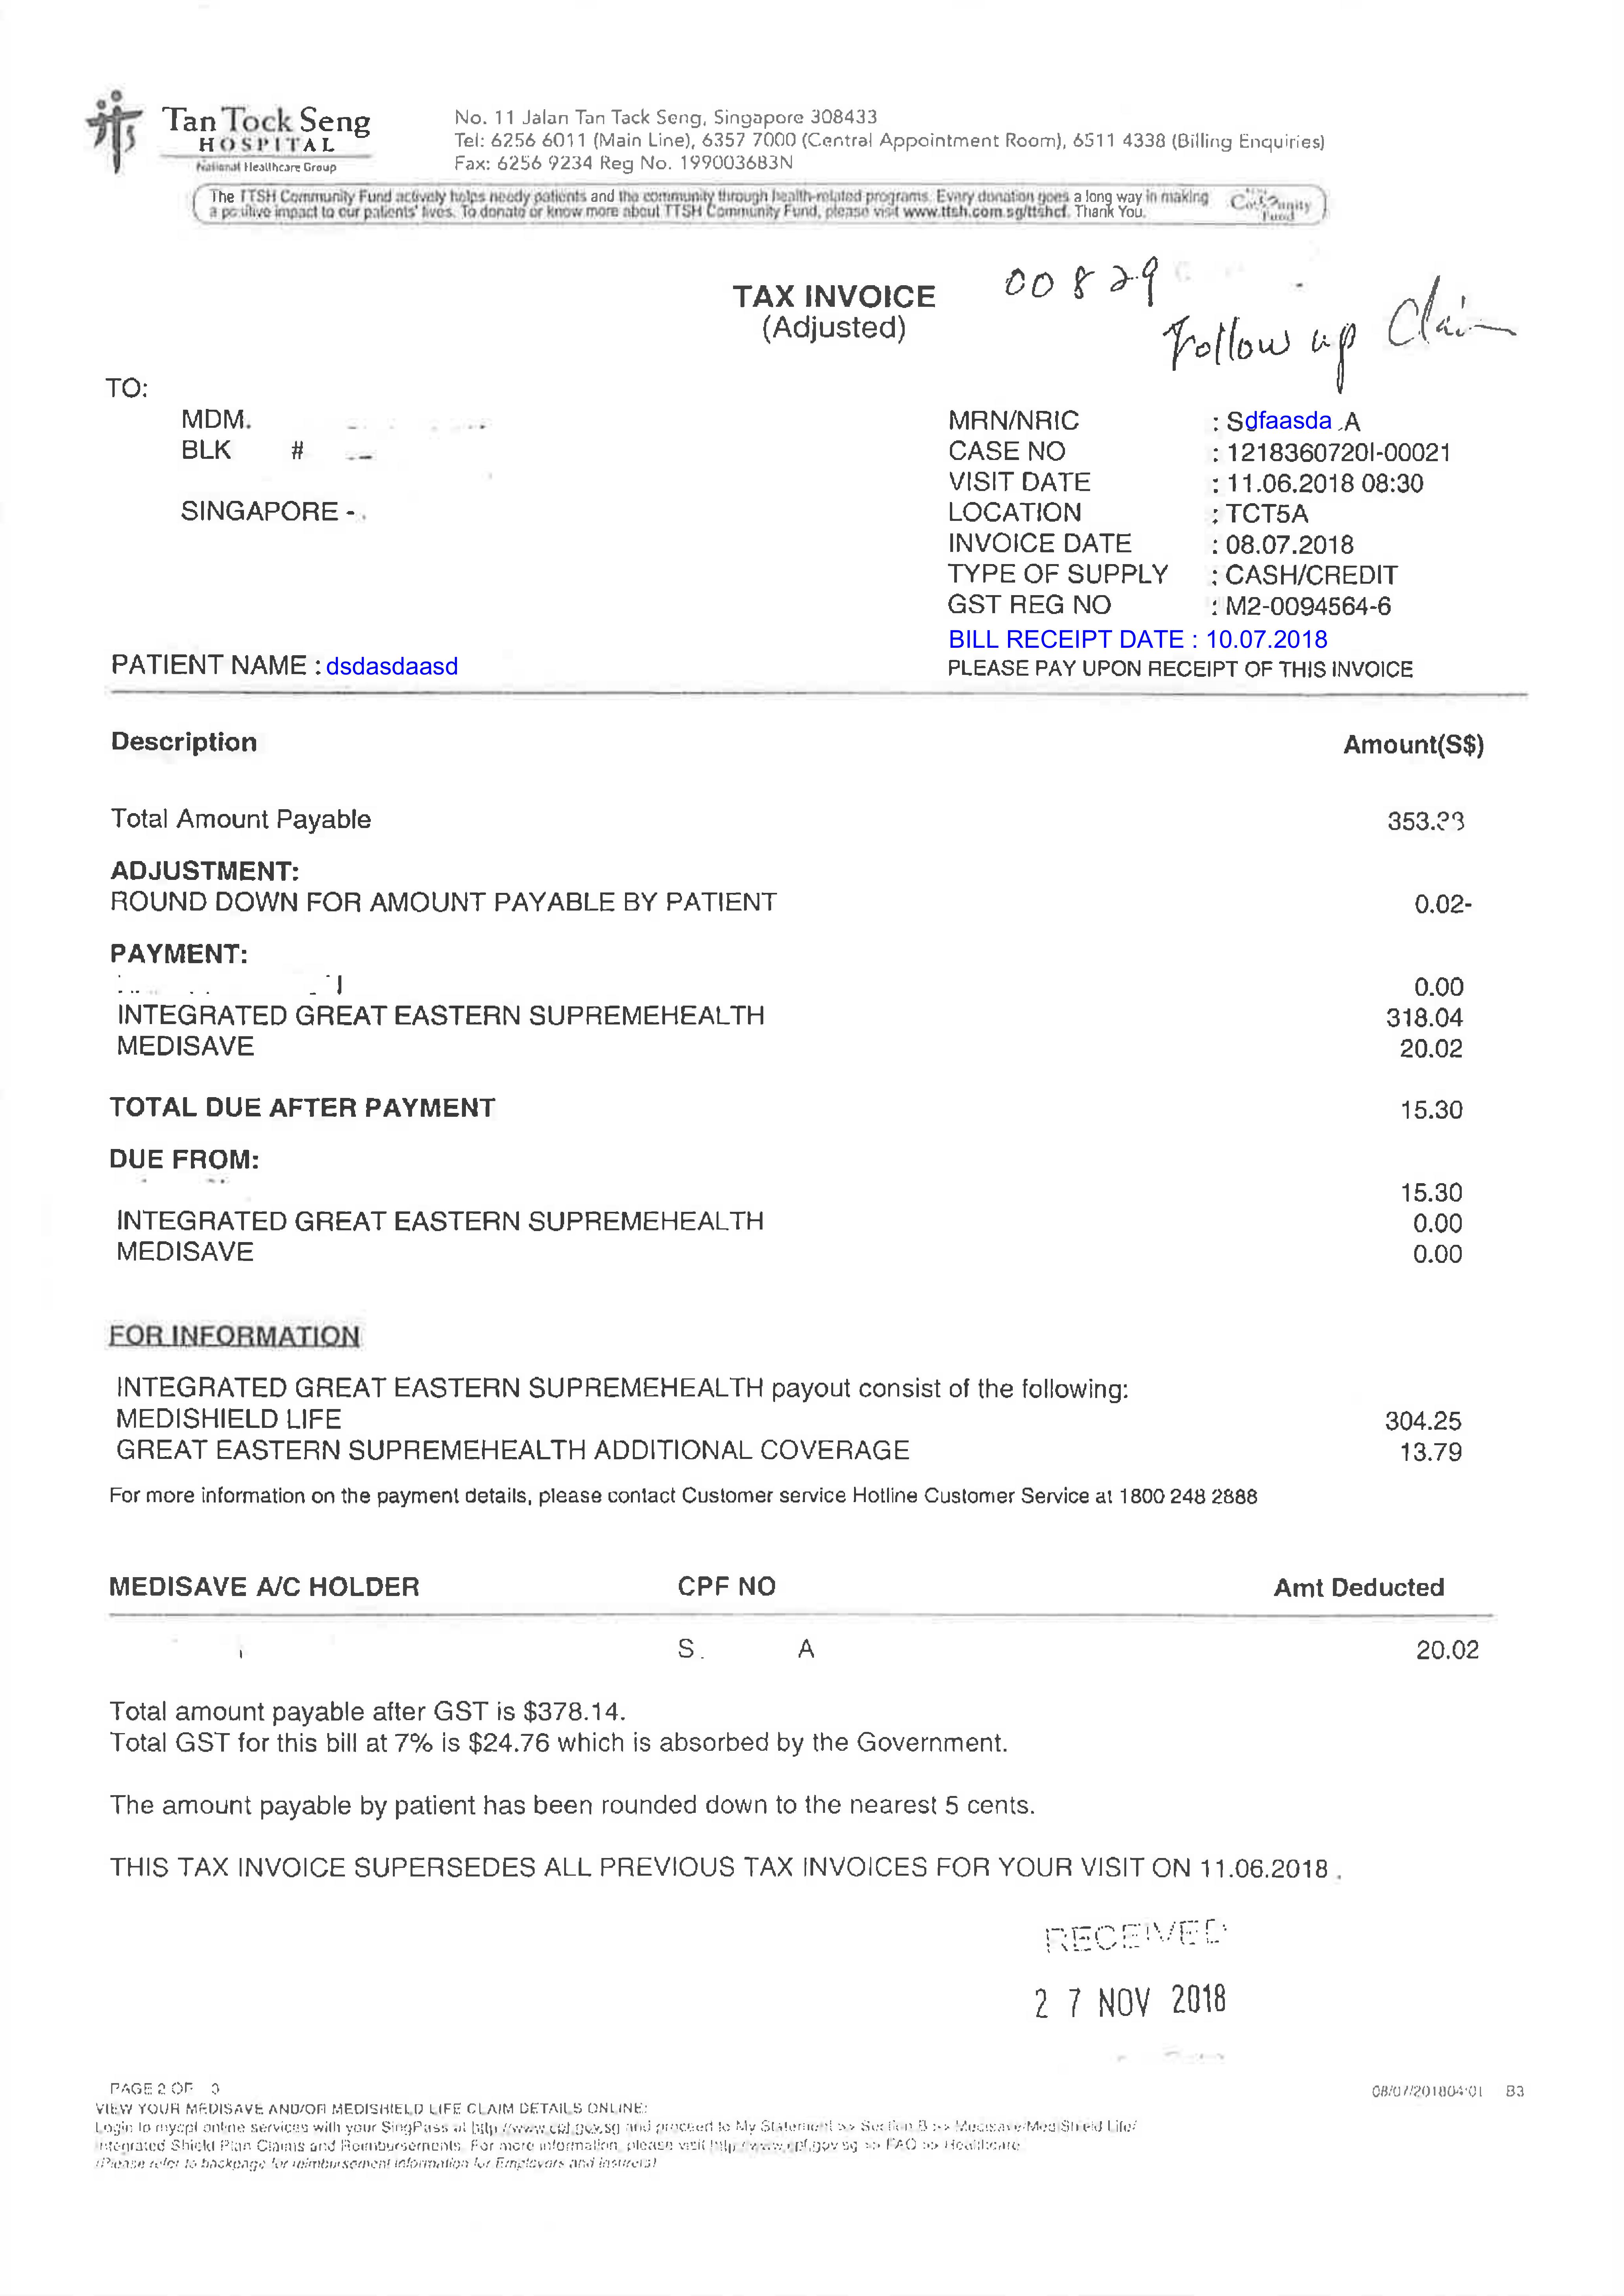 Tan Tock Seng
HOSPITAL
National Healthcare Group
No. 11 Jalan Tan Tack Seng, Singapore 308433
Tel: 6256 6011 (Main Line), 6357 7000 (Central Appointment Room), 6511 4338 (Billing Enquiries)
Fax: 6256 9234 Reg No. 199003683N
The TTSH Community Fund actively helps needy patients and the community through health-related programs. Every donation goes a long way in making
a positive impact to our patients' lives. To donate or know more about TTSH Community Fund, please visit www.ttsh.com.sg/ttshcf. Thank You.
Community
Fund
TAX INVOICE
(Adjusted)
00829
Follow up Claim
TO:
MDM.
BLK #
SINGAPORE -
MRN/NRIC : Sdfaasda A
CASE NO : 1218360720I-00021
VISIT DATE : 11.06.2018 08:30
LOCATION : TCT5A
INVOICE DATE : 08.07.2018
TYPE OF SUPPLY : CASH/CREDIT
GST REG NO : M2-0094564-6
BILL RECEIPT DATE : 10.07.2018
PATIENT NAME : dsdasdaasd
PLEASE PAY UPON RECEIPT OF THIS INVOICE
Description Amount(S$)
Total Amount Payable
ADJUSTMENT:
ROUND DOWN FOR AMOUNT PAYABLE BY PATIENT 0.02-
PAYMENT:
0.00
INTEGRATED GREAT EASTERN SUPREMEHEALTH 318.04
MEDISAVE 20.02
TOTAL DUE AFTER PAYMENT 15.30
DUE FROM:
15.30
INTEGRATED GREAT EASTERN SUPREMEHEALTH 0.00
MEDISAVE 0.00
FOR INFORMATION
INTEGRATED GREAT EASTERN SUPREMEHEALTH payout consist of the following:
MEDISHIELD LIFE 304.25
GREAT EASTERN SUPREMEHEALTH ADDITIONAL COVERAGE 13.79
For more information on the payment details, please contact Customer service Hotline Customer Service at 1800 248 2888
MEDISAVE A/C HOLDER CPF NO Amt Deducted
S. A 20.02
Total amount payable after GST is $378.14.
Total GST for this bill at 7% is $24.76 which is absorbed by the Government.
The amount payable by patient has been rounded down to the nearest 5 cents.
THIS TAX INVOICE SUPERSEDES ALL PREVIOUS TAX INVOICES FOR YOUR VISIT ON 11.06.2018 .
RECEIVED
2 7 NOV 2018
PAGE 2 OF
08/07/2018 04:01 B3
VIEW YOUR MEDISAVE AND/OR MEDISHIELD LIFE CLAIM DETAILS ONLINE:
Login to mycpf online services with your SingPass at http://www.cpf.gov.sg and proceed to My Statement >> Section B >> Medisave/MediShield Life/
Integrated Shield Plan Claims and Reimbursements. For more information, please visit http://www.cpf.gov.sg >> FAQ >> Healthcare
(Please refer to backpage for reimbursement information for Employers and Insurers)